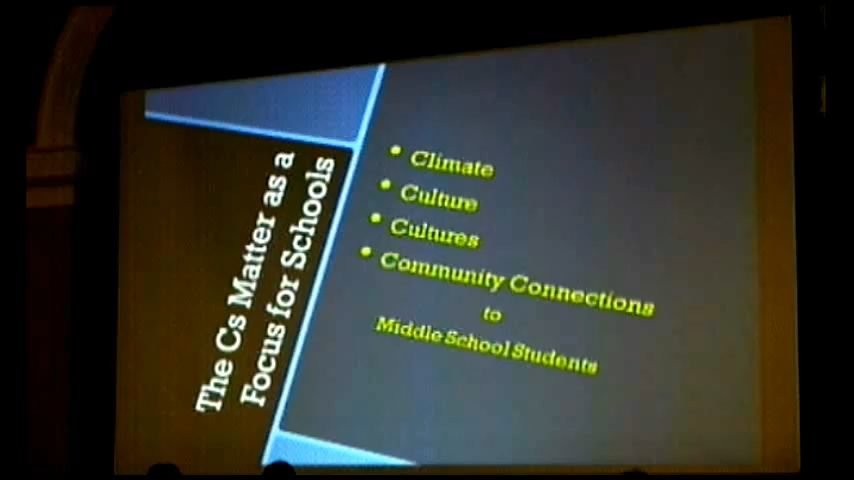 The Cs Matter as a
Focus for Schools
• Climate
• Culture
• Cultures
• Community Connections
to
Middle School Students